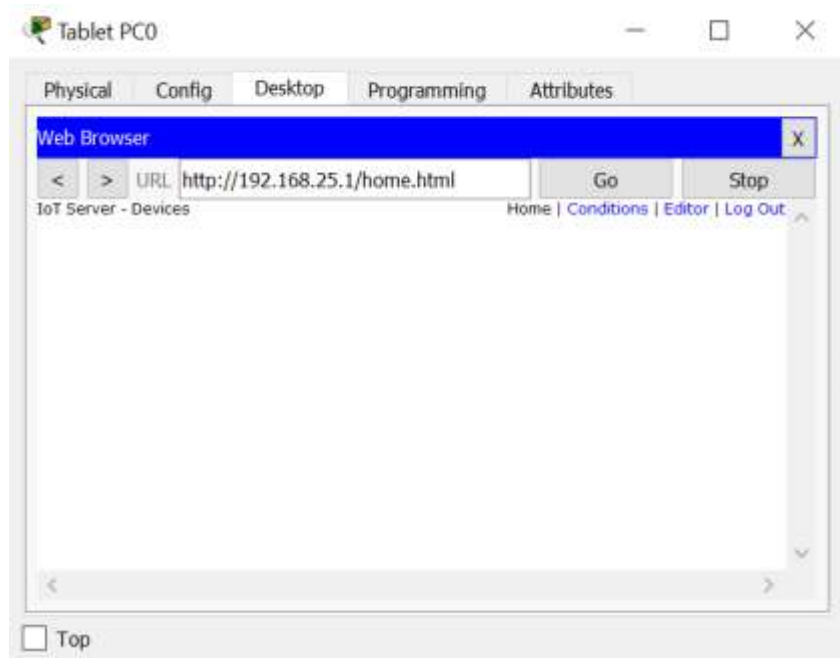 Tablet PC0
Physical Config Desktop Programming Attributes
Web Browser X
< > URL http://192.168.25.1/home.html Go Stop
IoT Server - Devices Home | Conditions | Editor | Log Out
Top